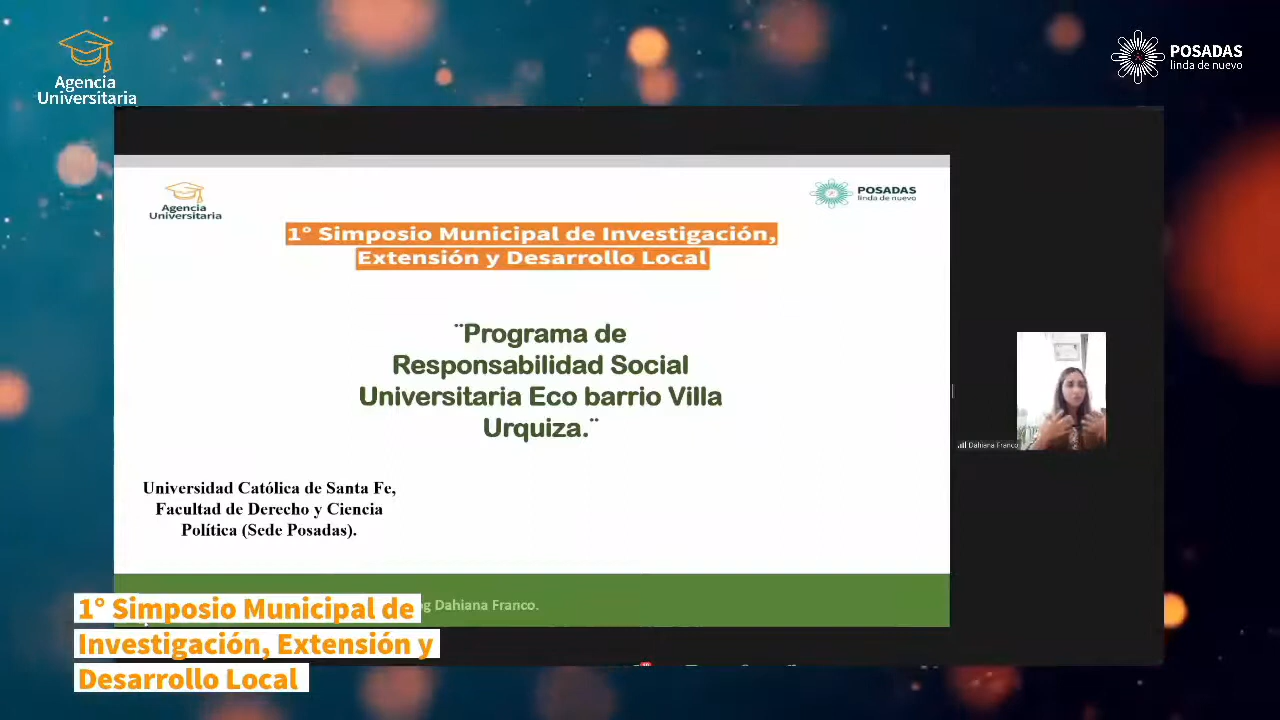 Agencia
Universitaria
POSADAS
linda de nuevo
Agencia
Universitaria
POSADAS
linda de nuevo
1° Simposio Municipal de Investigación,
Extensión y Desarrollo Local
¨Programa de
Responsabilidad Social
Universitaria Eco barrio Villa
Urquiza.¨
Universidad Católica de Santa Fe,
Facultad de Derecho y Ciencia
Política (Sede Posadas).
Dahiana Franco
Dahiana Franco.
1° Simposio Municipal de
Investigación, Extensión y
Desarrollo Local